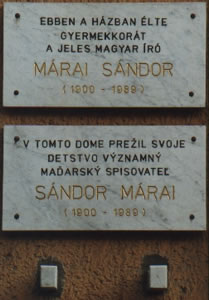 EBBEN A HÁZBAN ÉLTE
GYERMEKKORÁT
A JELES MAGYAR ÍRÓ
MÁRAI SÁNDOR
(1900 - 1989)
V TOMTO DOME PREŽIL SVOJE
DETSTVO VÝZNAMNÝ
MAĎARSKÝ SPISOVATEĽ
SÁNDOR MÁRAI
(1900 - 1989)